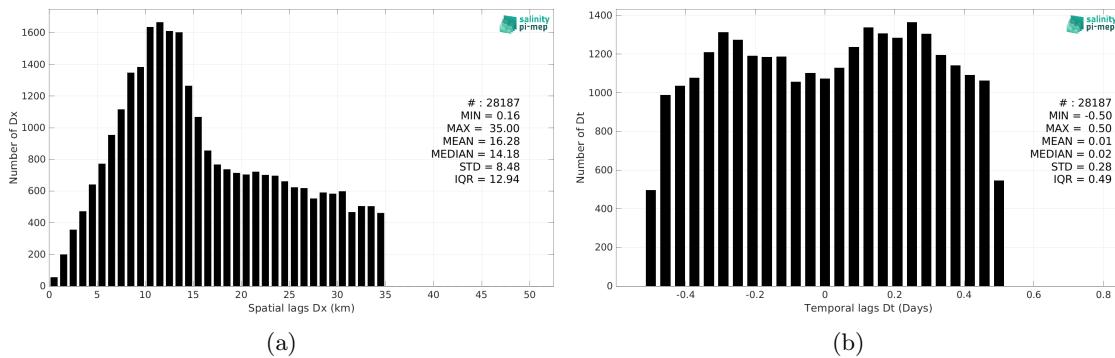 1600
1400
1200
1000
800
600
400
200
0
Number of Dx
0 5 10 15 20 25 30 35 40 45 50
Spatial lags Dx (km)
salinity
pi-mep
# : 28187
MIN = 0.16
MAX = 35.00
MEAN = 16.28
MEDIAN = 14.18
STD = 8.48
IQR = 12.94
(a)
1400
1200
1000
800
600
400
200
0
Number of Dt
-0.4 -0.2 0 0.2 0.4 0.6 0.8
Temporal lags Dt (Days)
salinity
pi-mep
# : 28187
MIN = -0.50
MAX = 0.50
MEAN = 0.01
MEDIAN = 0.02
STD = 0.28
IQR = 0.49
(b)